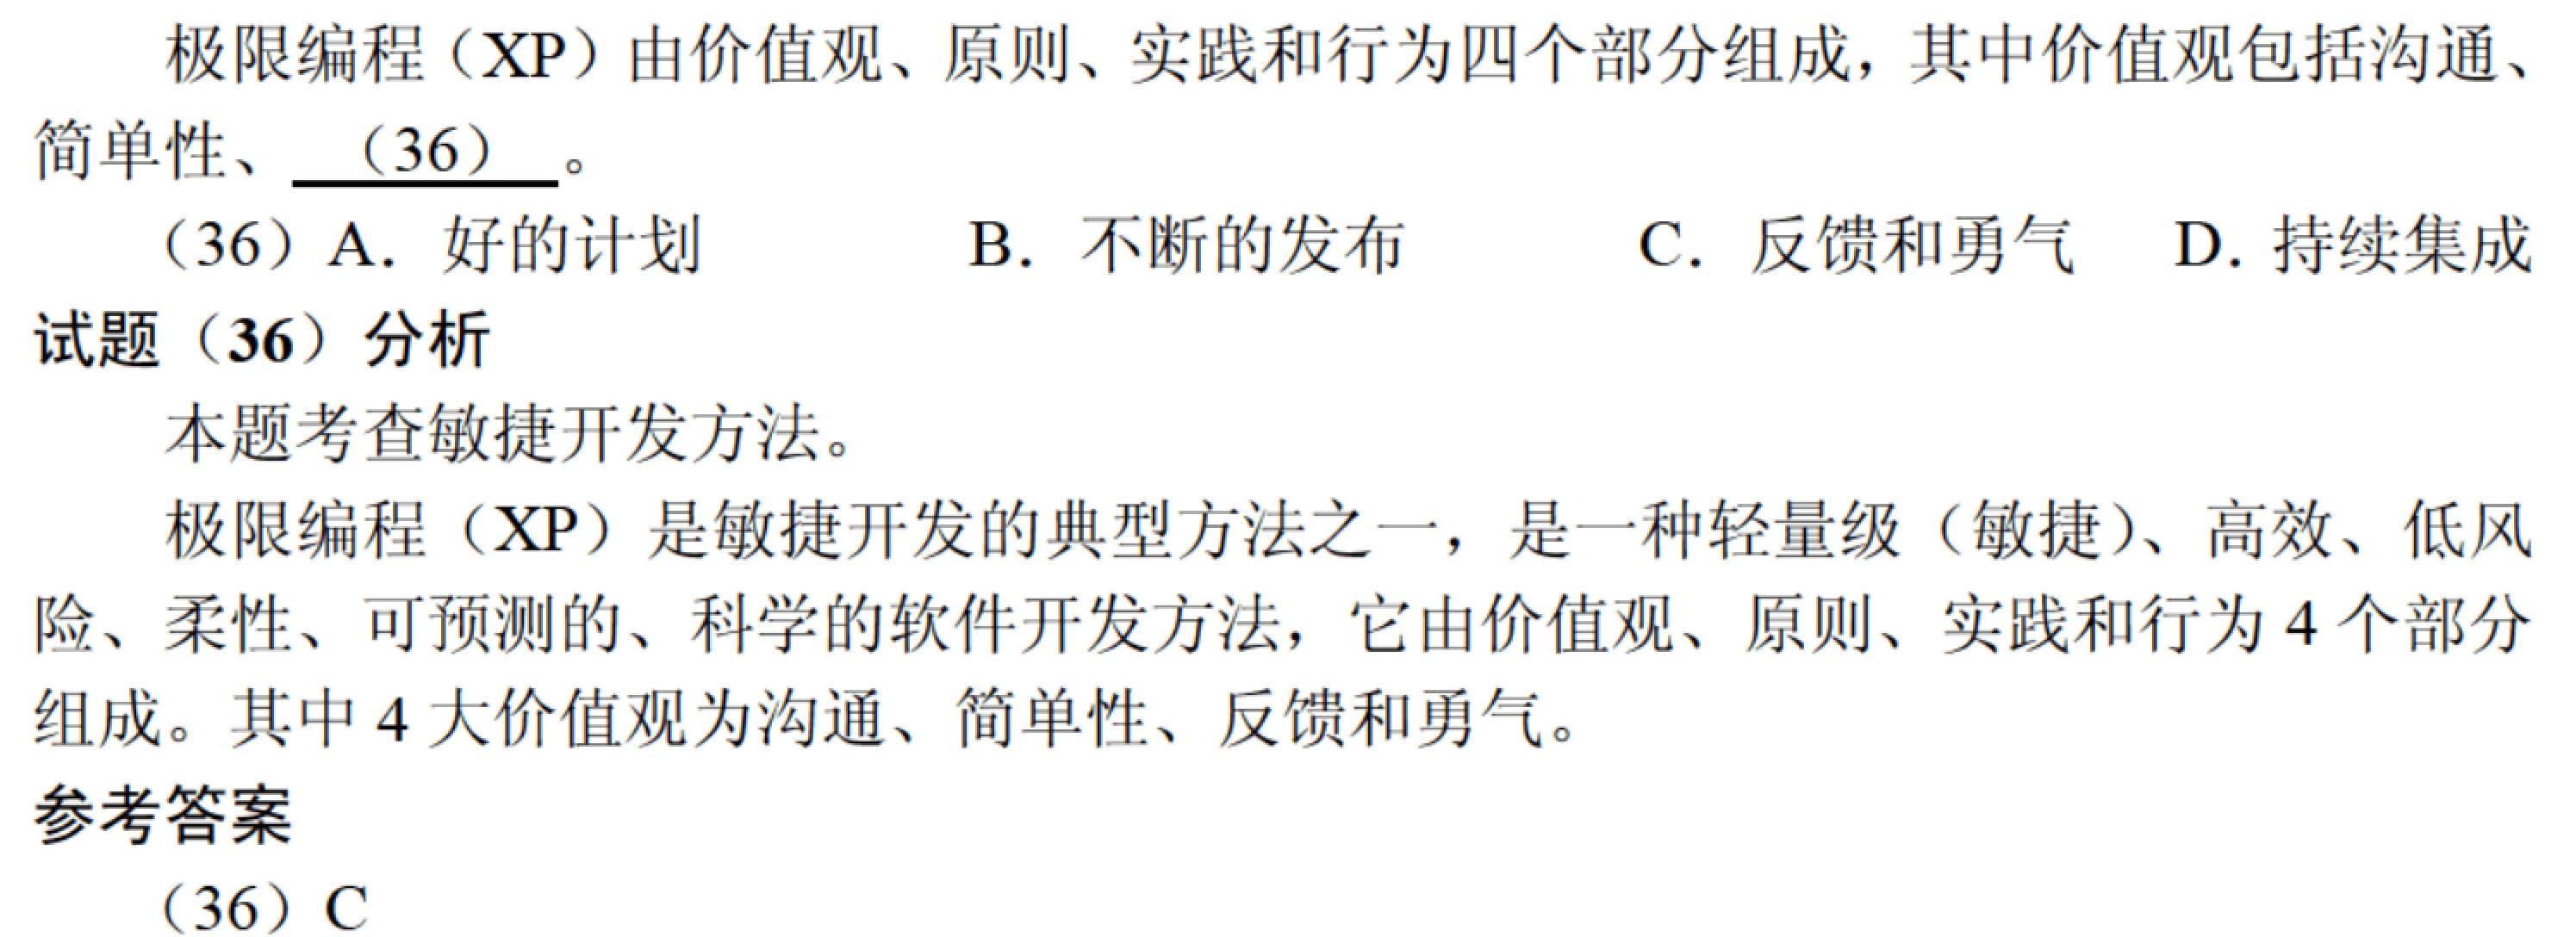 极限编程（XP）由价值观、原则、实践和行为四个部分组成，其中价值观包括沟通、
简单性、（36）。
（36）A．好的计划 B．不断的发布 C．反馈和勇气 D．持续集成
试题（36）分析
本题考查敏捷开发方法。
极限编程（XP）是敏捷开发的典型方法之一，是一种轻量级（敏捷）、高效、低风
险、柔性、可预测的、科学的软件开发方法，它由价值观、原则、实践和行为 4 个部分
组成。其中 4 大价值观为沟通、简单性、反馈和勇气。
参考答案
（36）C